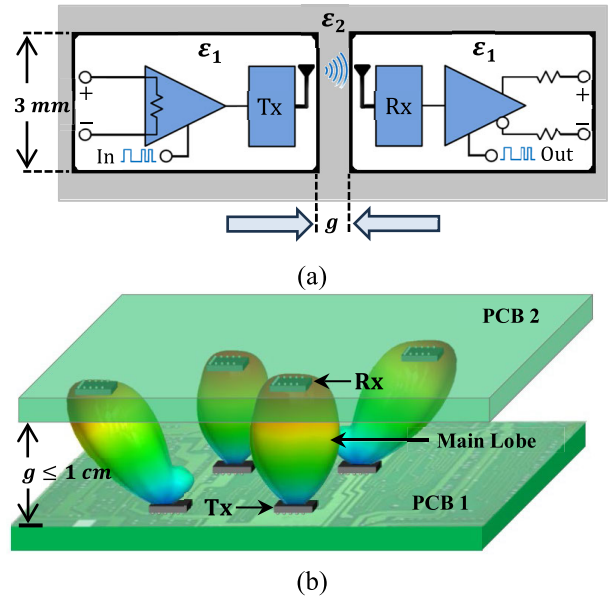 ε₂
ε₁ ε₁
3 mm
+ Tx Rx +
− −
In Out
g
(a)
PCB 2
Rx
g ≤ 1 cm
Main Lobe
Tx
PCB 1
(b)